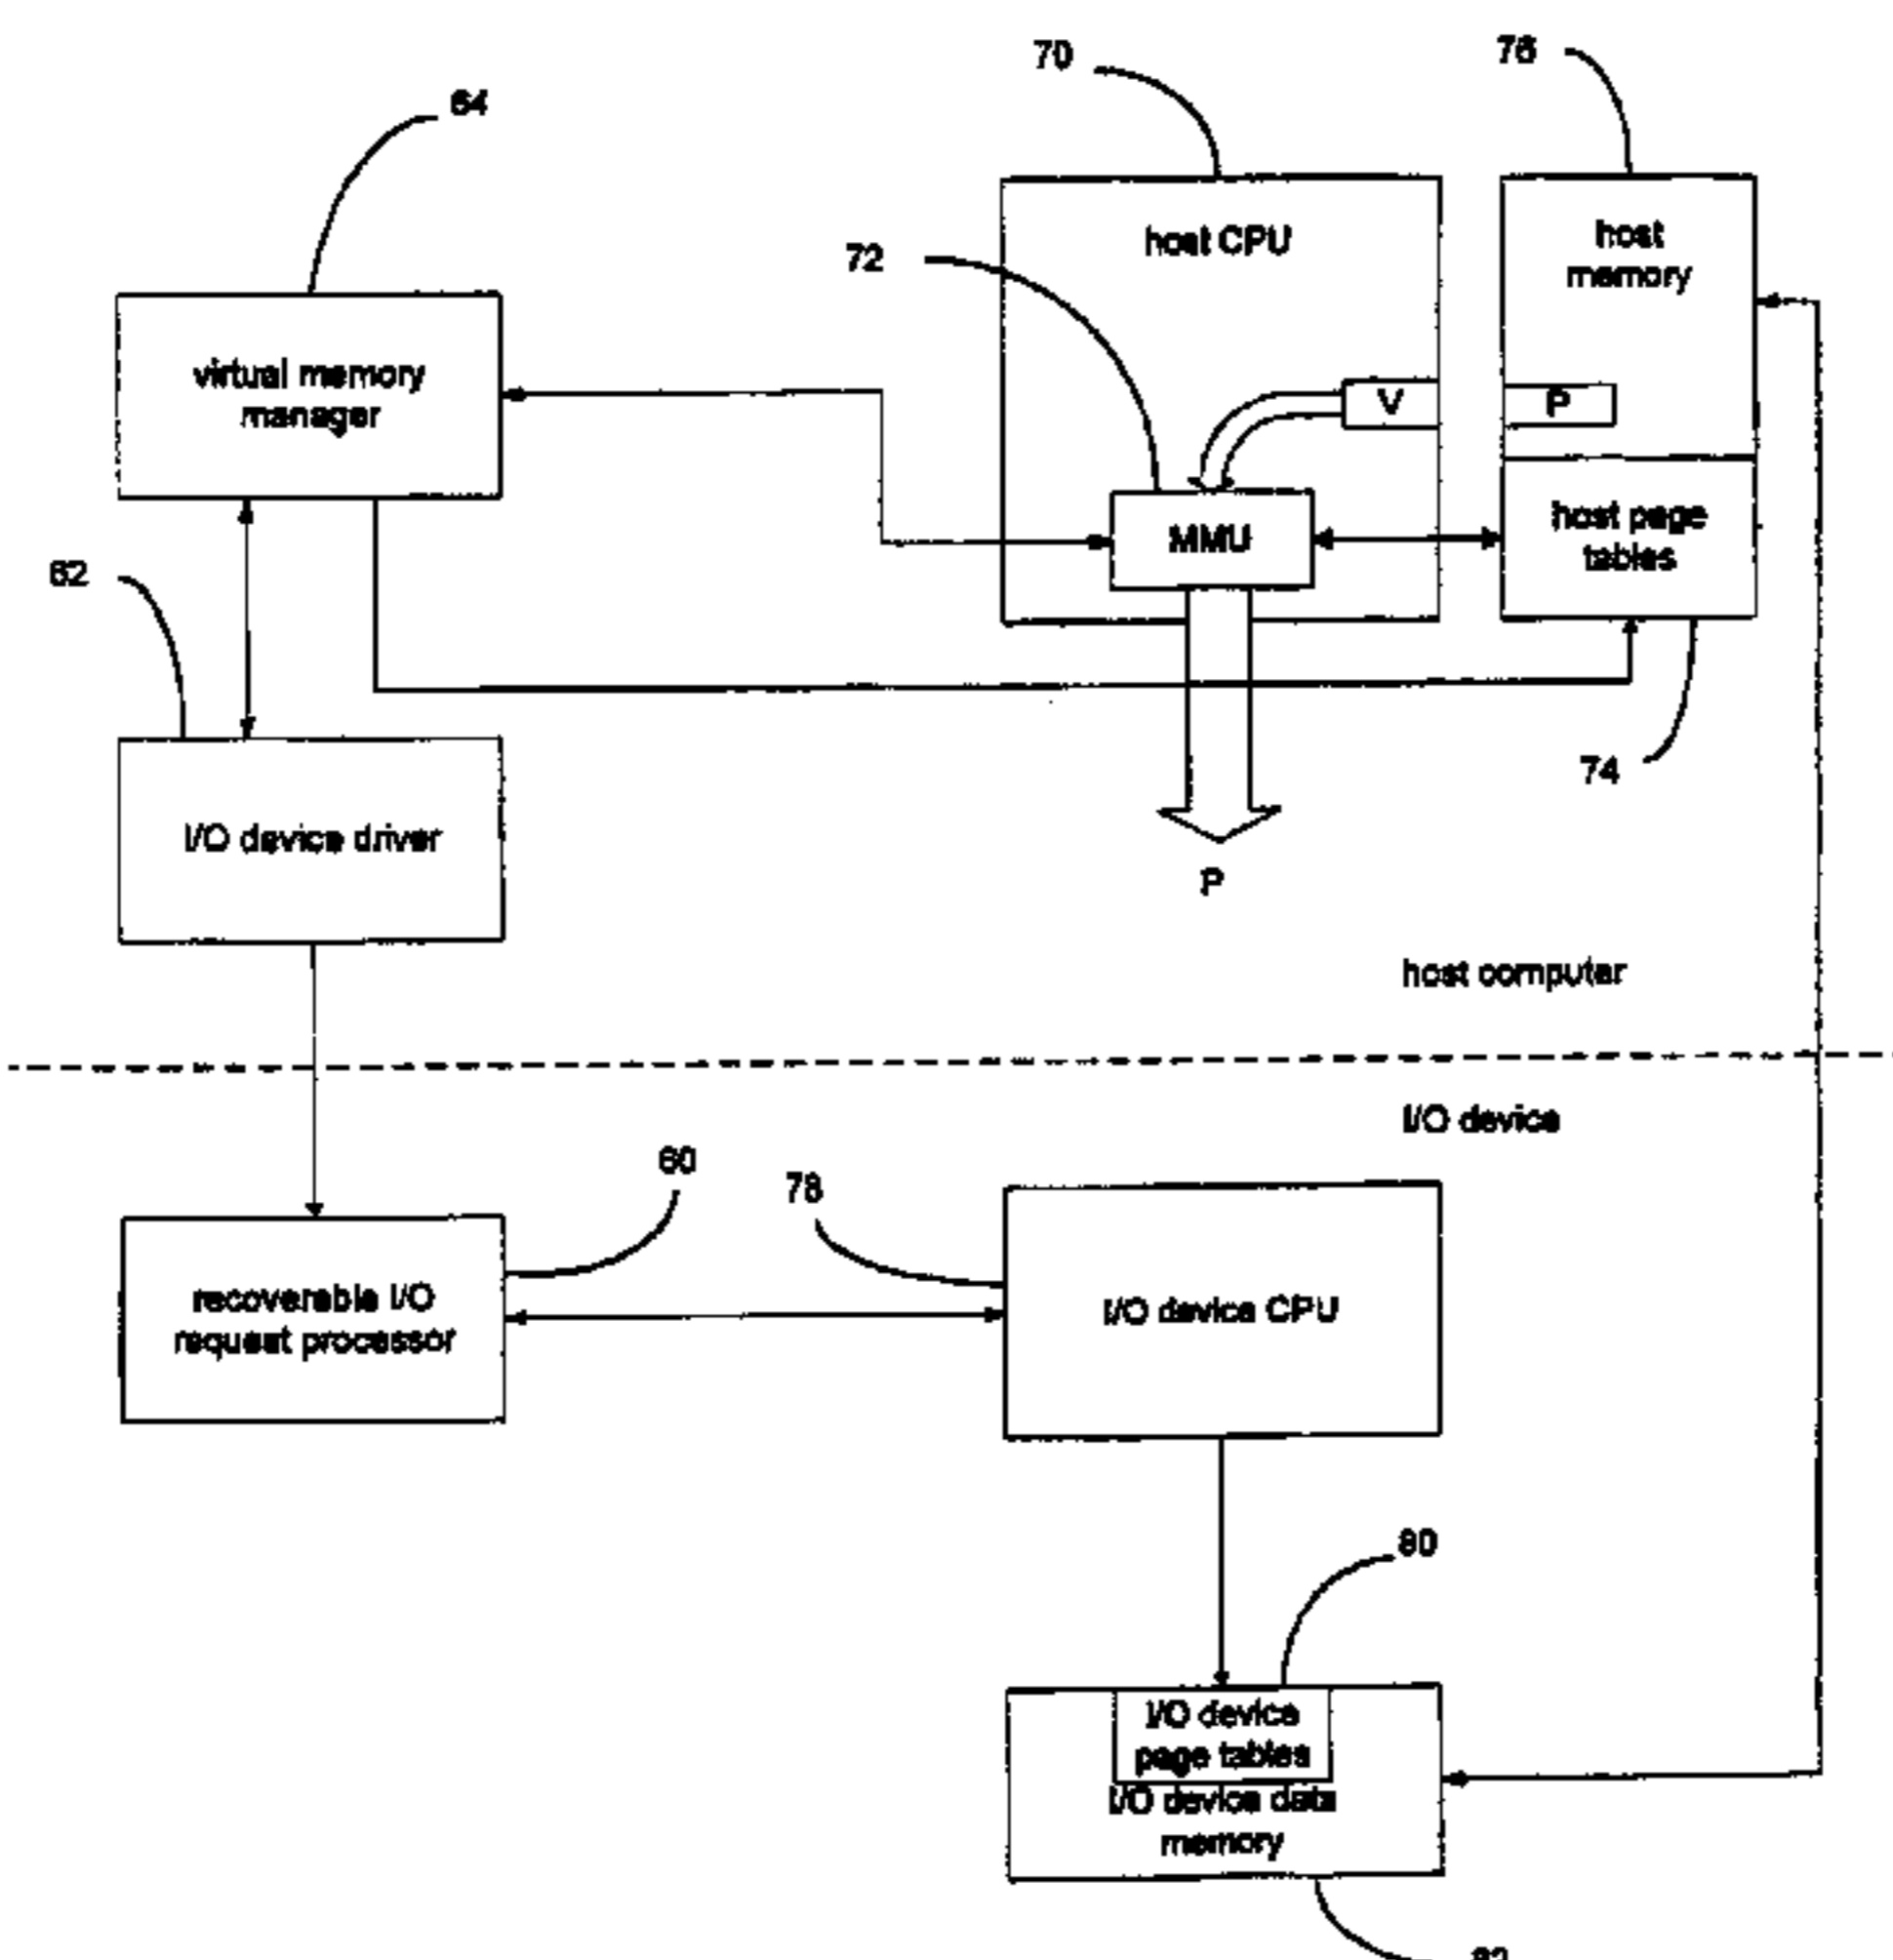 70
76
64
host CPU
host
memory
72
virtual memory
manager
V
P
MMU
host page
tables
62
74
I/O device driver
P
host computer
I/O device
60
78
recoverable I/O
request processor
I/O device CPU
80
I/O device
page tables
I/O device data
memory